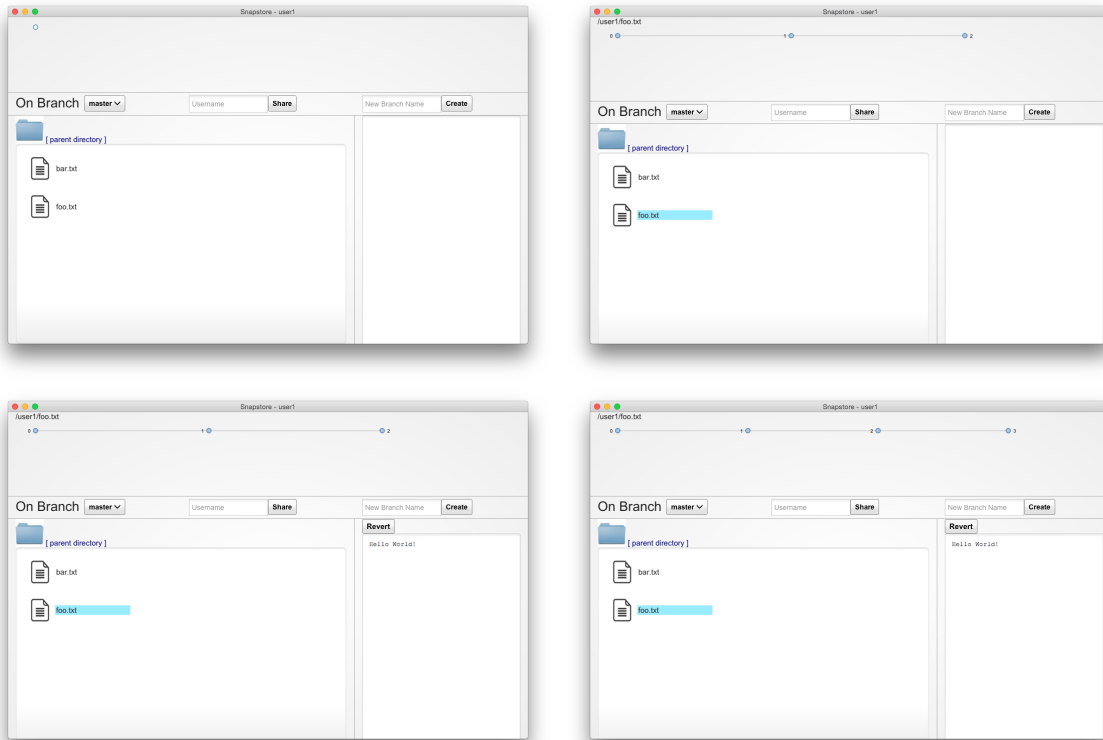 Snapstore - user1
On Branch master Username Share New Branch Name Create
[ parent directory ]
bar.txt
foo.txt
Snapstore - user1
/user1/foo.txt
0 1 2
On Branch master Username Share New Branch Name Create
[ parent directory ]
bar.txt
foo.txt
Snapstore - user1
/user1/foo.txt
0 1 2
On Branch master Username Share New Branch Name Create
Revert
[ parent directory ]
Hello World!
bar.txt
foo.txt
Snapstore - user1
/user1/foo.txt
0 1 2 3
On Branch master Username Share New Branch Name Create
Revert
[ parent directory ]
Hello World!
bar.txt
foo.txt